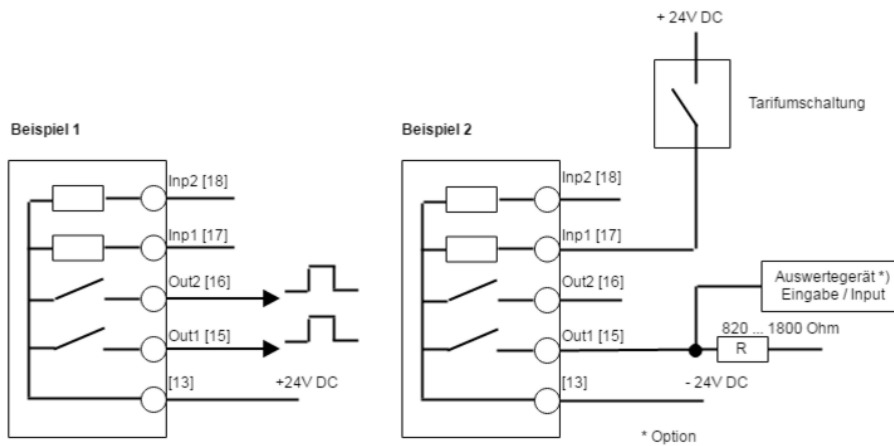 + 24V DC
Tarifumschaltung
Beispiel 1
Inp2 [18]
Inp1 [17]
Out2 [16]
Out1 [15]
[13]
+24V DC
Beispiel 2
Inp2 [18]
Inp1 [17]
Out2 [16]
Out1 [15]
[13]
- 24V DC
Auswertegerät *)
Eingabe / Input
820 ... 1800 Ohm
R
* Option